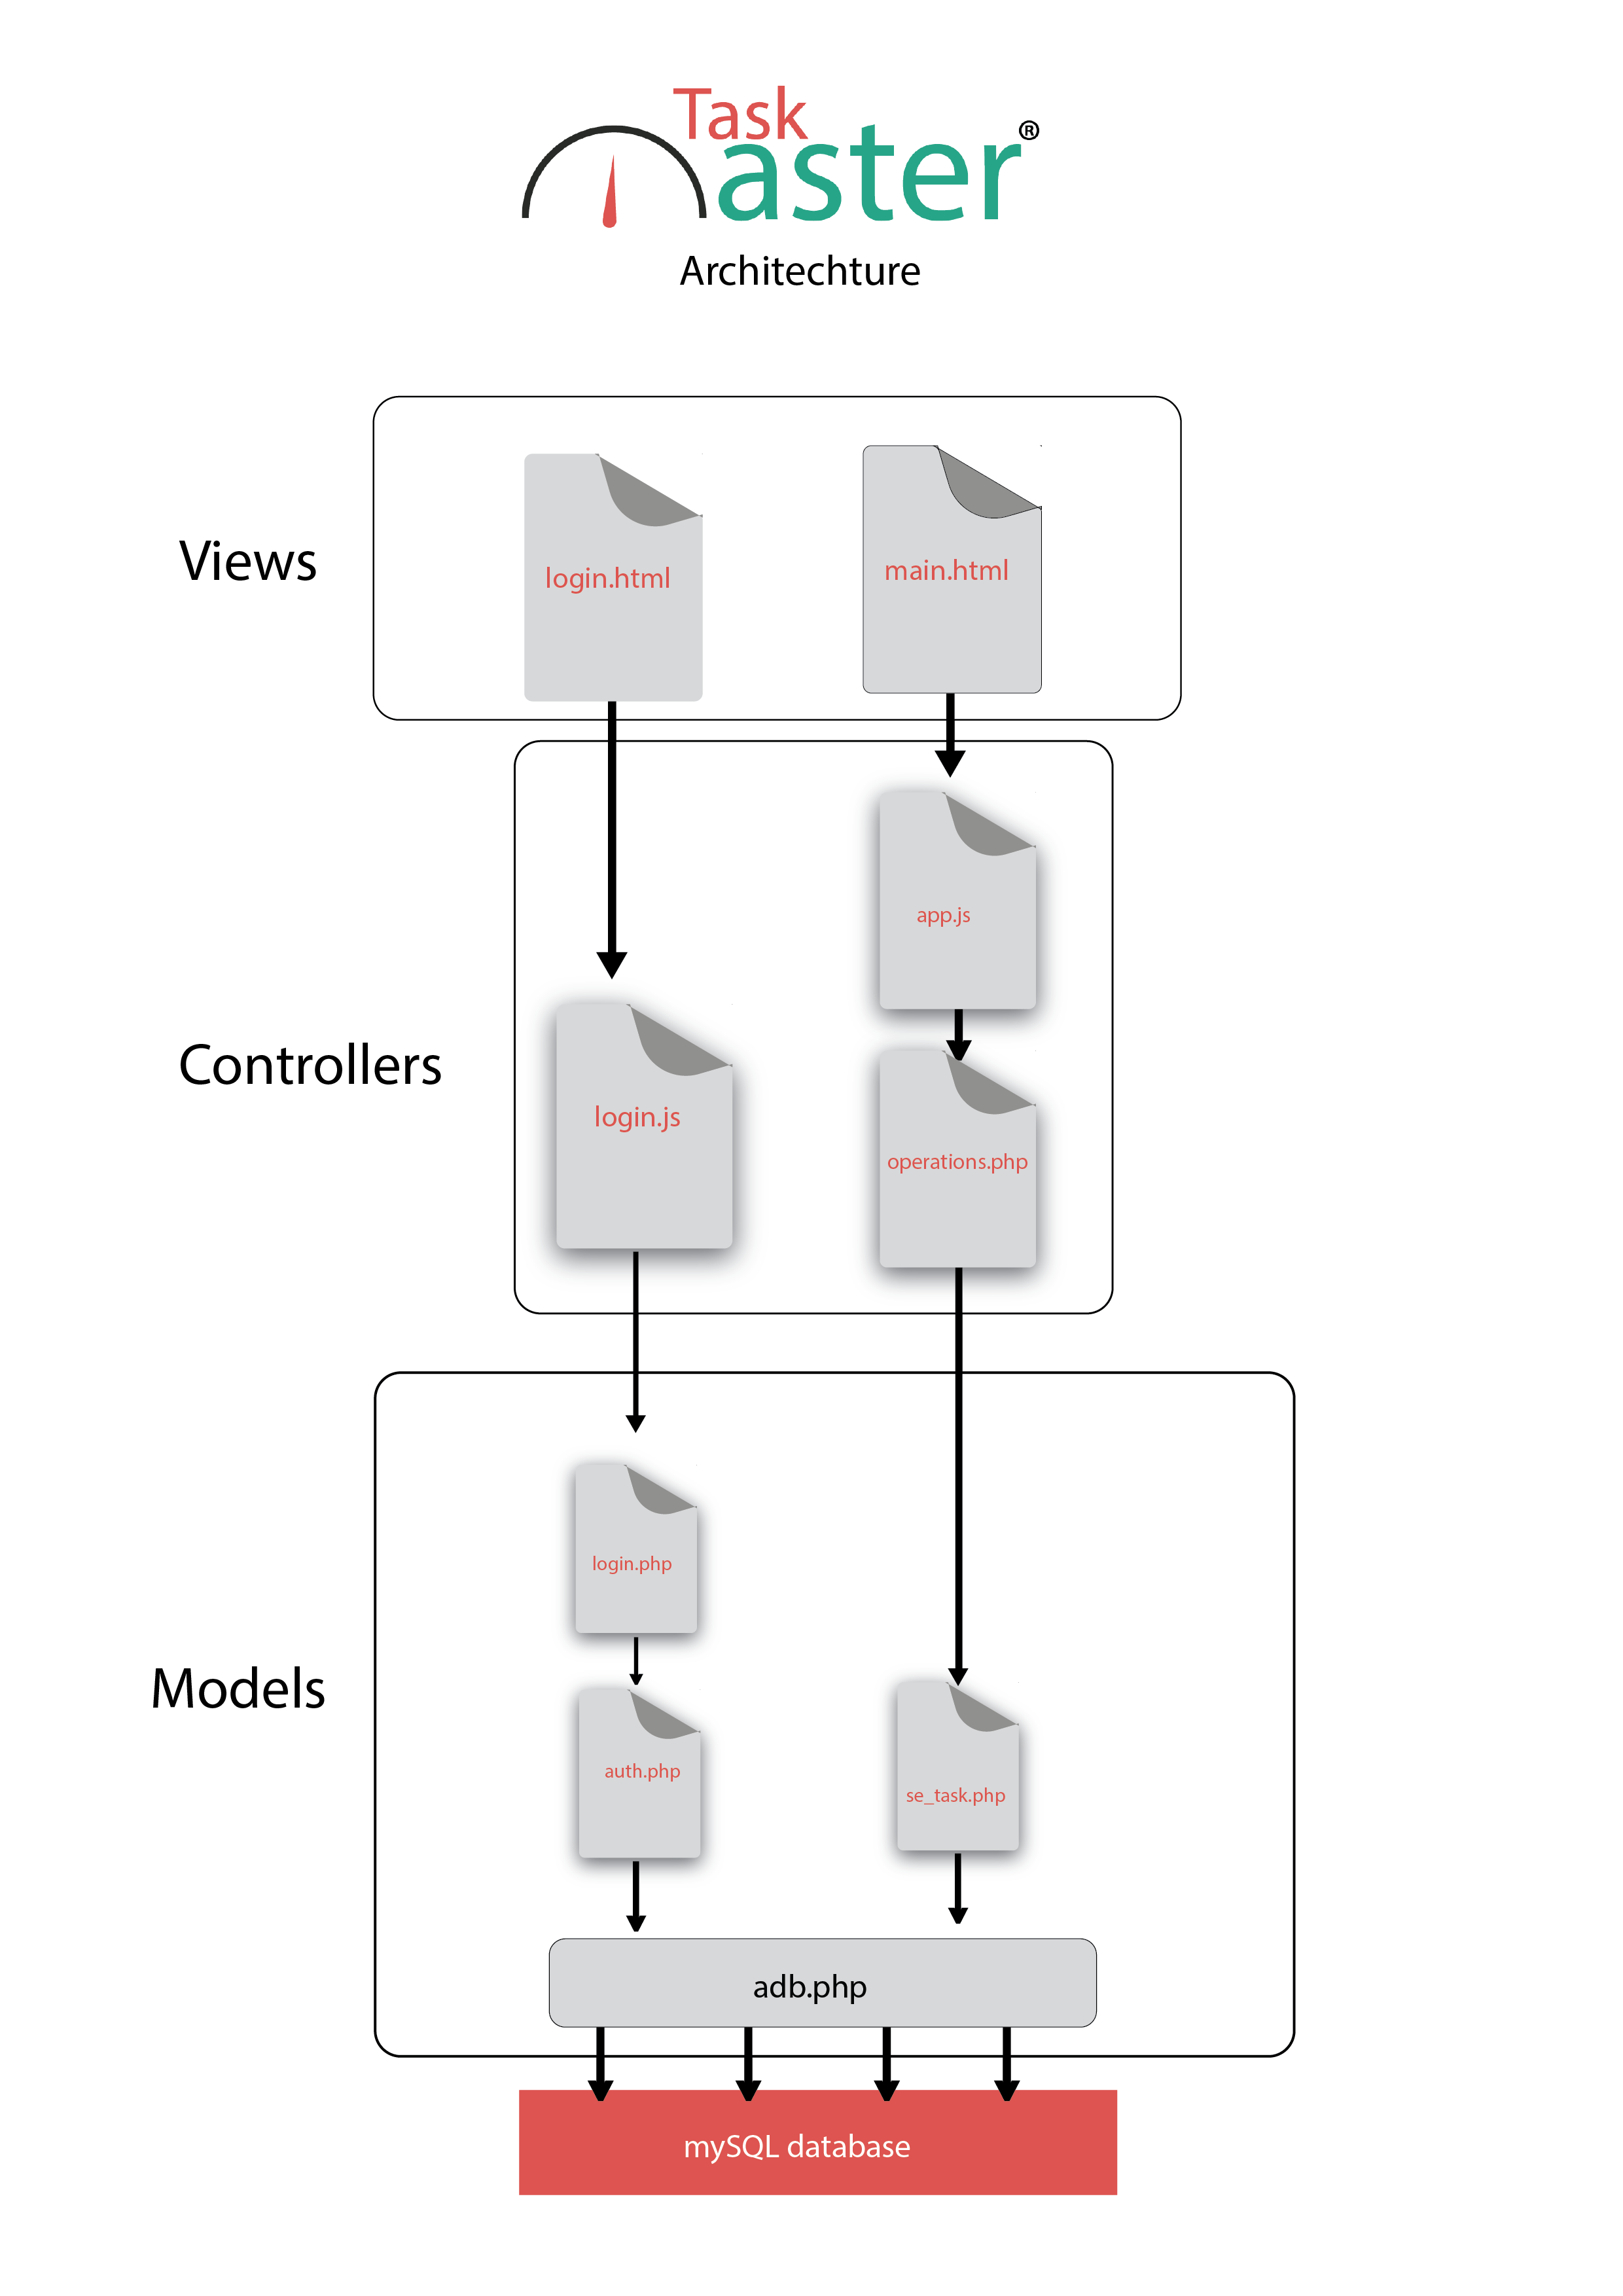 Task
aster®
Architechture
Views
login.html
main.html
Controllers
app.js
login.js
operations.php
Models
login.php
auth.php
se_task.php
adb.php
mySQL database